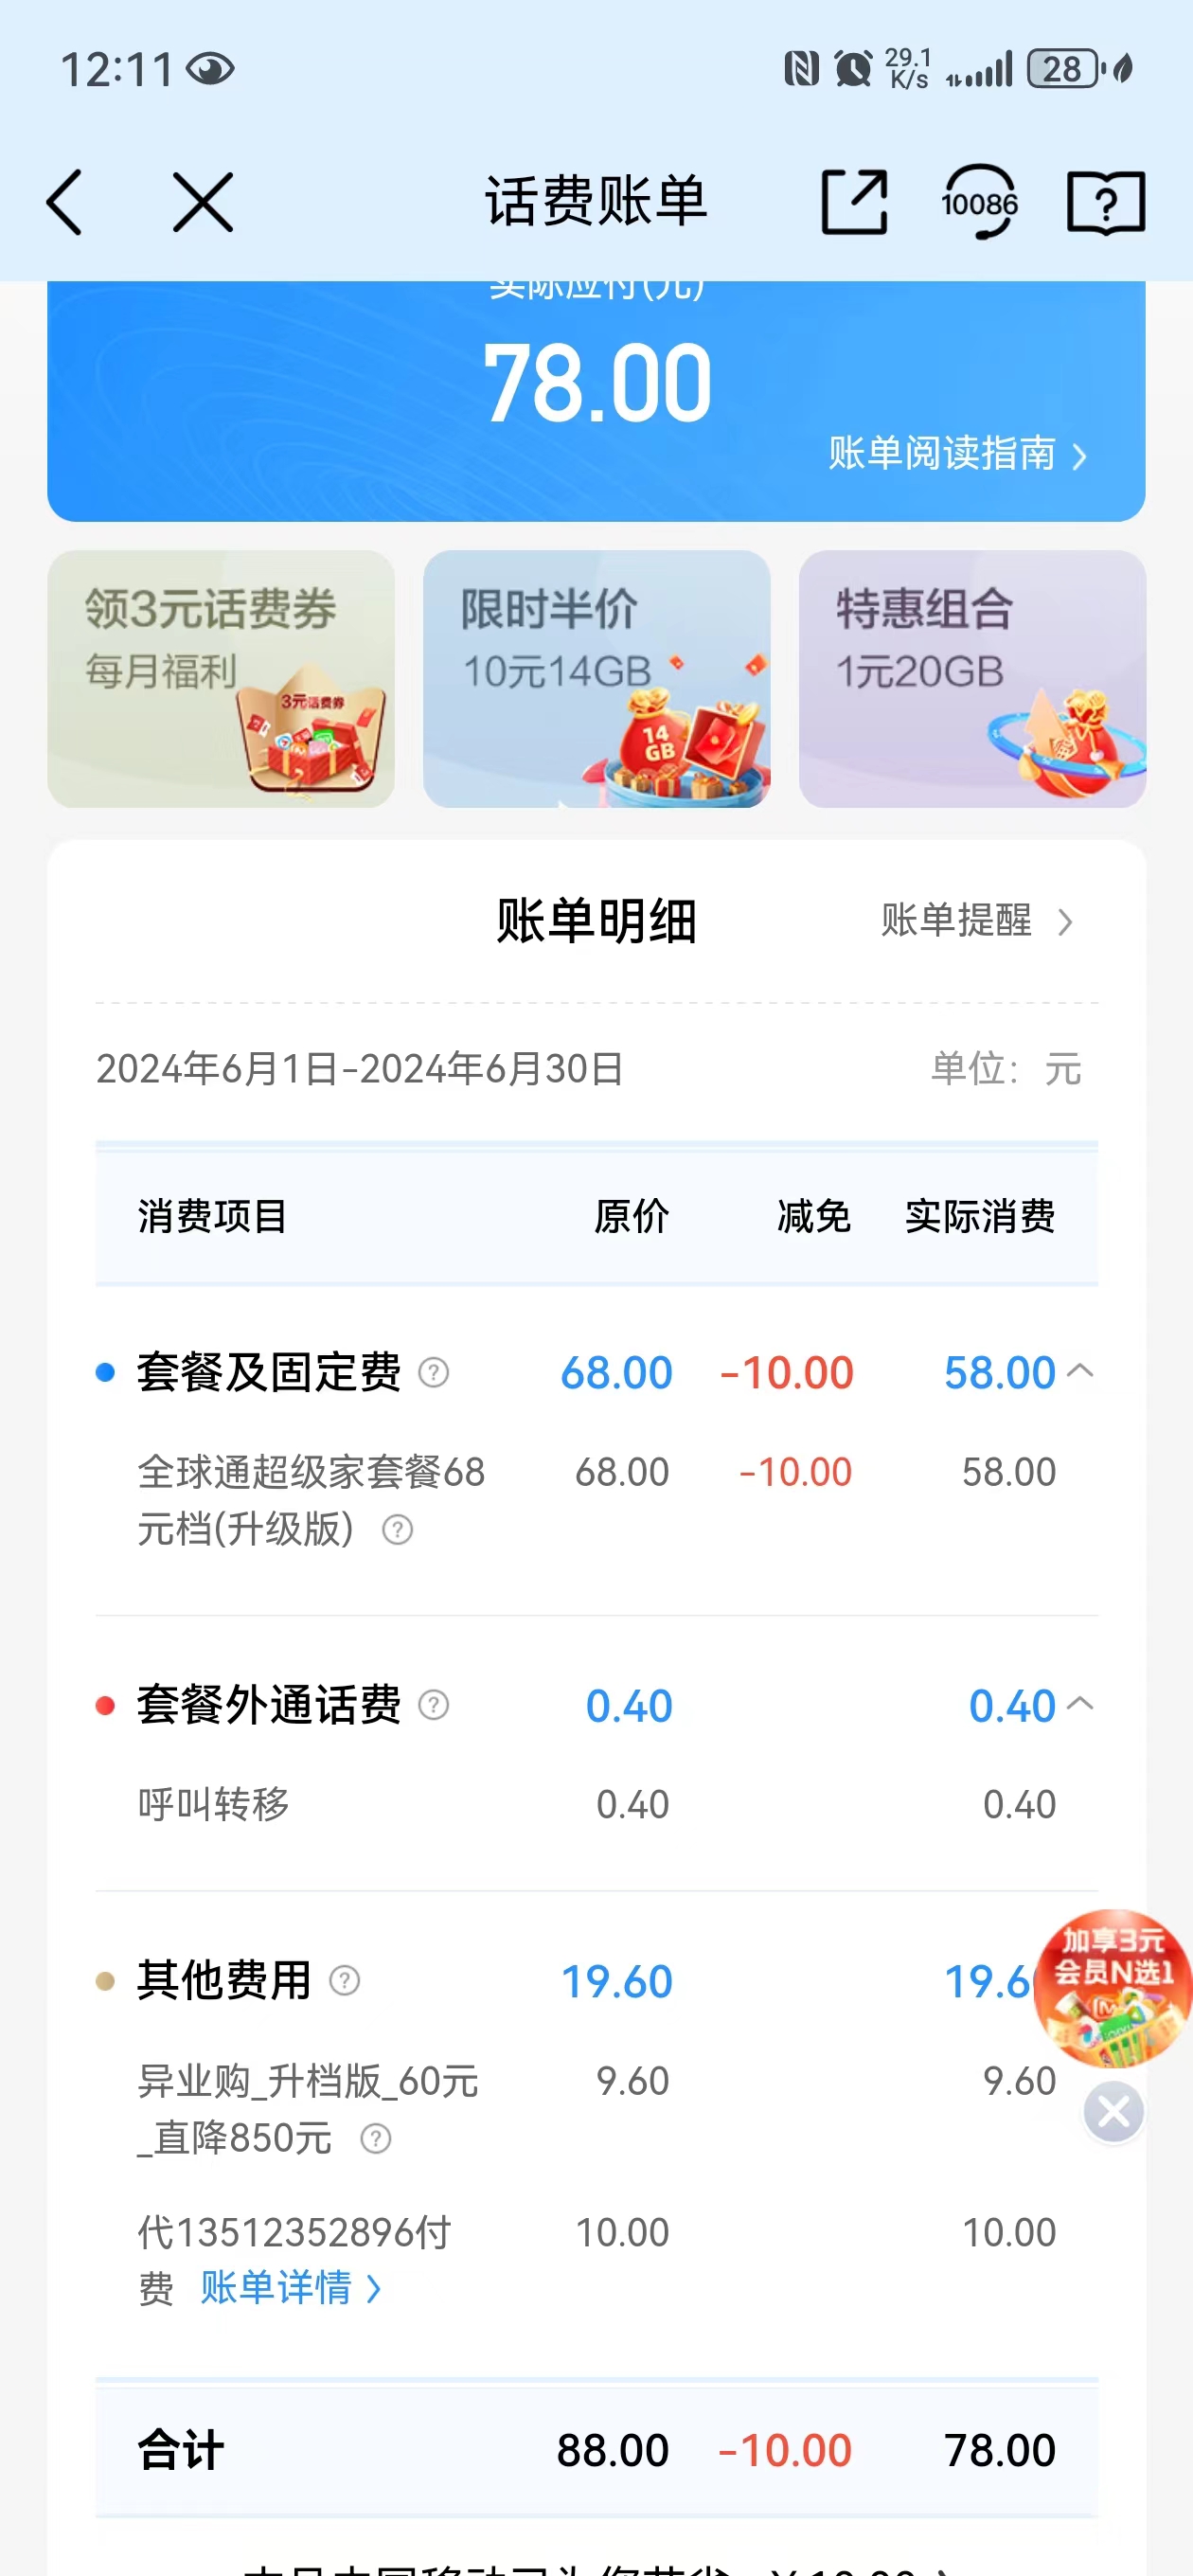 12:11
29.1
K/s
28
话费账单
10086
实际应付(元)
78.00
账单阅读指南
领3元话费券
每月福利
3元话费券
限时半价
10元14GB
14
GB
特惠组合
1元20GB
账单明细
账单提醒
2024年6月1日-2024年6月30日
单位：元
消费项目 原价 减免 实际消费
套餐及固定费 ? 68.00 -10.00 58.00
全球通超级家套餐68 68.00 -10.00 58.00
元档(升级版) ?
套餐外通话费 ? 0.40 0.40
呼叫转移 0.40 0.40
其他费用 ? 19.60 19.6
加享3元
会员N选1
异业购_升档版_60元 9.60 9.60
_直降850元 ?
代13512352896付 10.00 10.00
费 账单详情
合计 88.00 -10.00 78.00